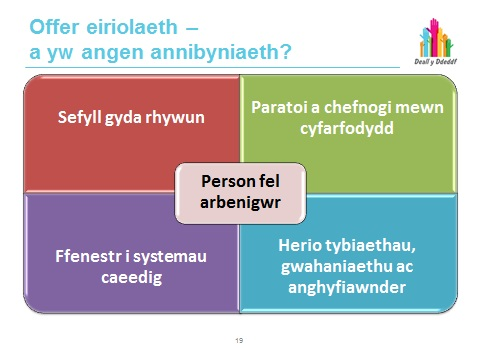 Offer eiriolaeth –
a yw angen annibyniaeth?
Deall y Ddeddf
Sefyll gyda rhywun
Paratoi a chefnogi mewn
cyfarfodydd
Person fel
arbenigwr
Ffenestr i systemau
caeedig
Herio tybiaethau,
gwahaniaethu ac
anghyfiawnder
19